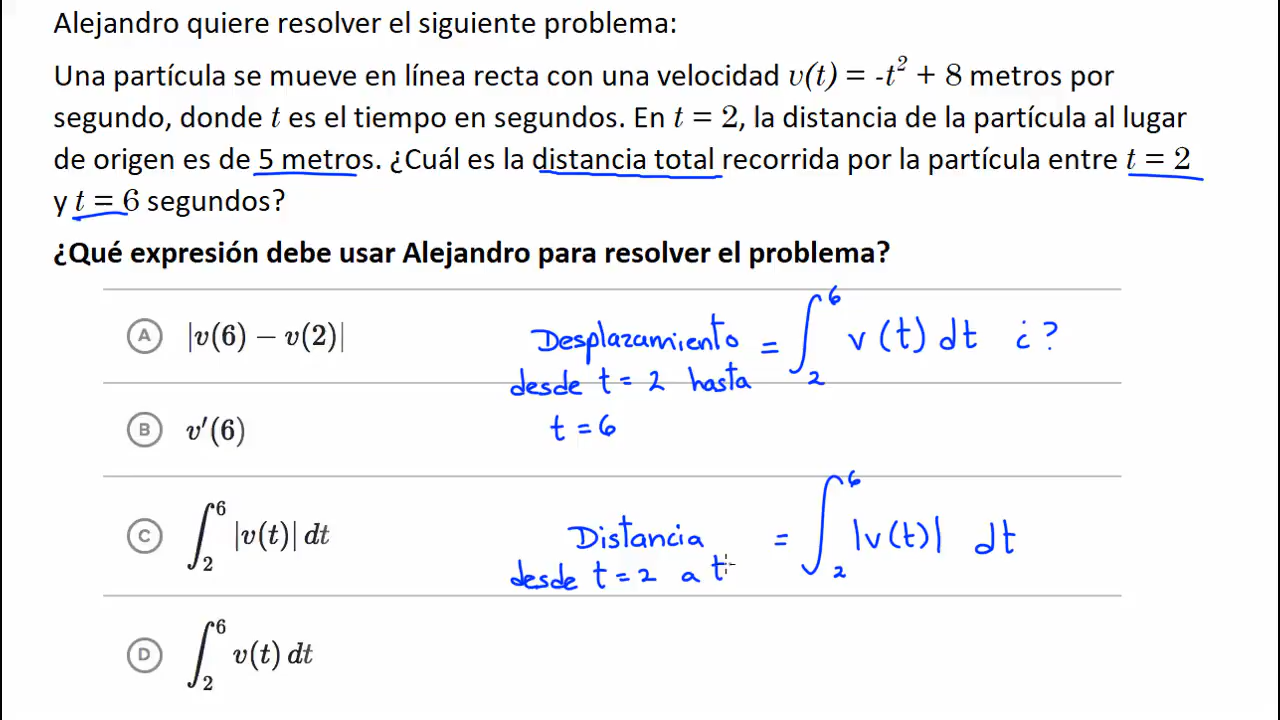 Alejandro quiere resolver el siguiente problema:
Una partícula se mueve en línea recta con una velocidad v(t) = -t² + 8 metros por
segundo, donde t es el tiempo en segundos. En t = 2, la distancia de la partícula al lugar
de origen es de 5 metros. ¿Cuál es la distancia total recorrida por la partícula entre t = 2
y t = 6 segundos?
¿Qué expresión debe usar Alejandro para resolver el problema?
A |v(6) − v(2)|
Desplazamiento = ∫₂⁶ v(t) dt ¿?
desde t = 2 hasta
t = 6
B v′(6)
C ∫₂⁶ |v(t)| dt
Distancia = ∫₂⁶ |v(t)| dt
desde t = 2 a t
D ∫₂⁶ v(t) dt